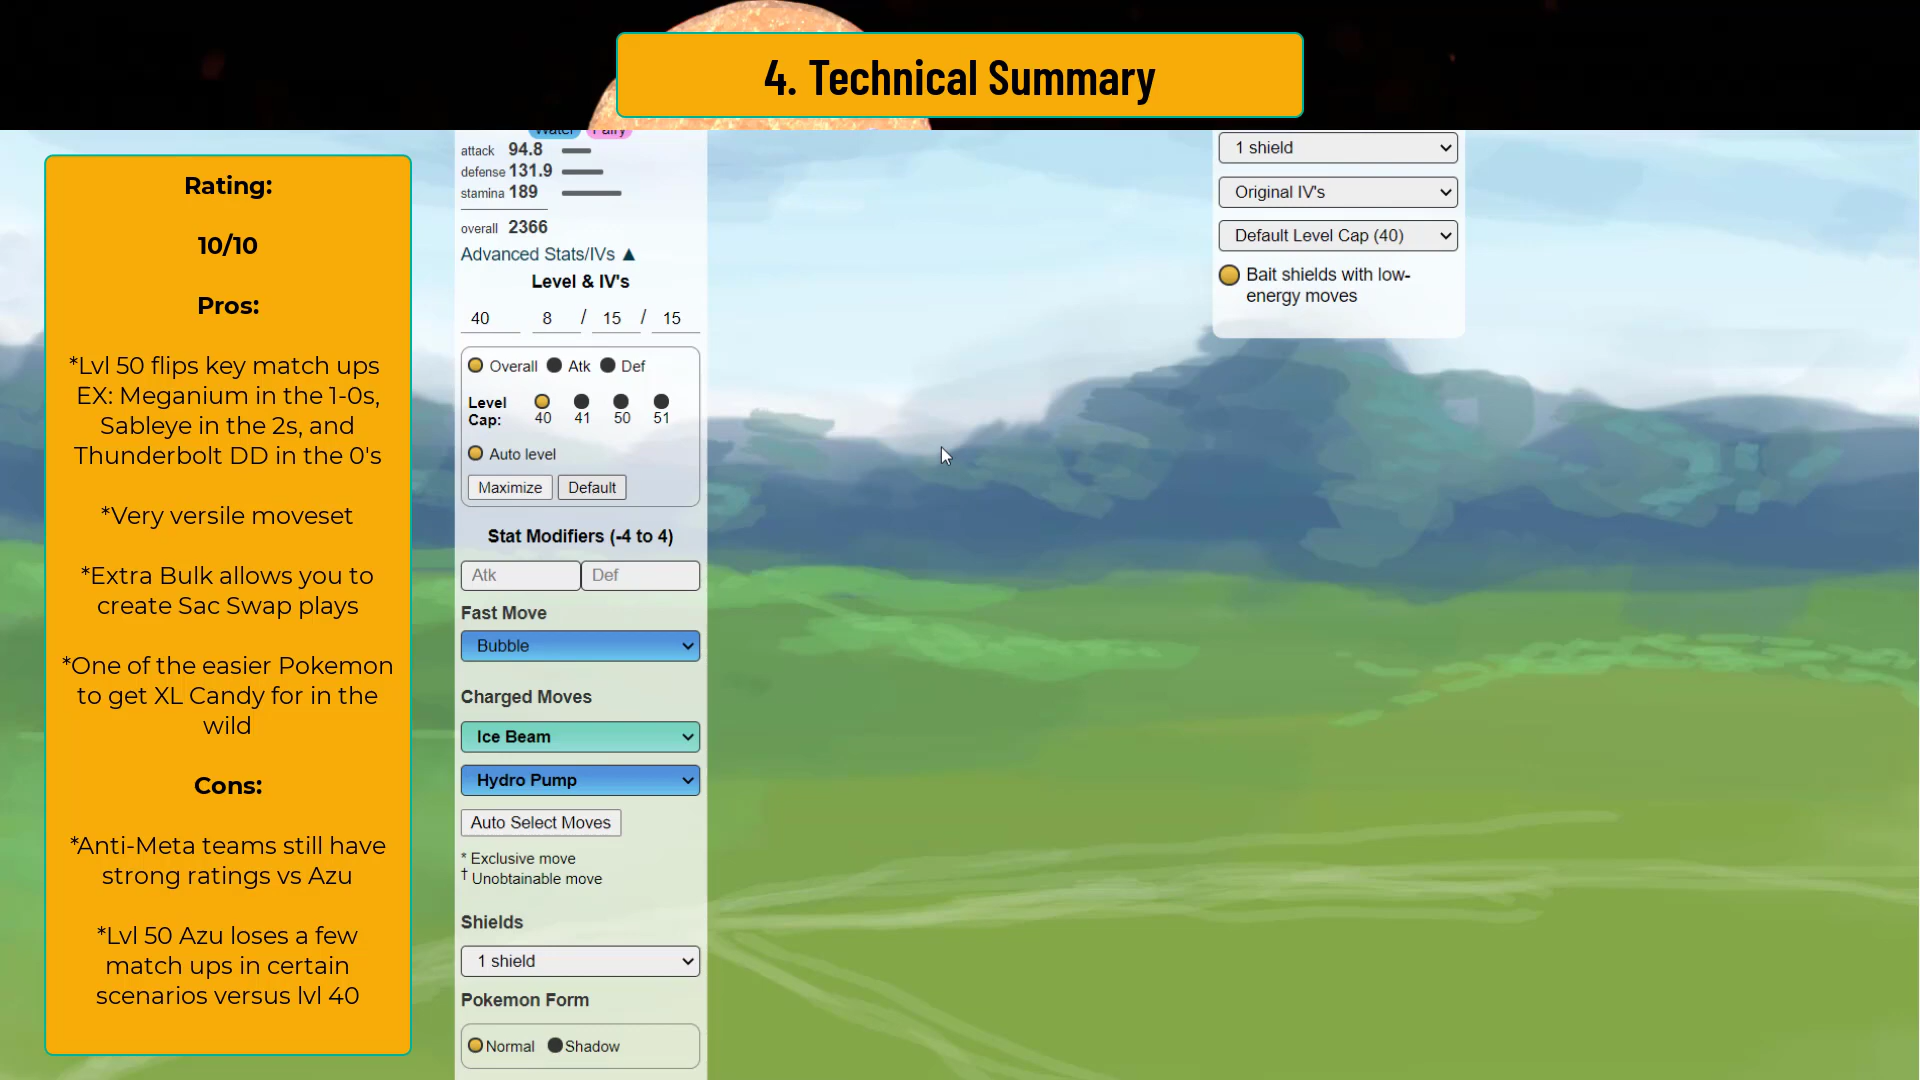 4. Technical Summary
Rating:
10/10
Pros:
*Lvl 50 flips key match ups
EX: Meganium in the 1-0s,
Sableye in the 2s, and
Thunderbolt DD in the 0's
*Very versile moveset
*Extra Bulk allows you to
create Sac Swap plays
*One of the easier Pokemon
to get XL Candy for in the
wild
Cons:
*Anti-Meta teams still have
strong ratings vs Azu
*Lvl 50 Azu loses a few
match ups in certain
scenarios versus lvl 40
Water Fairy
attack 94.8
defense 131.9
stamina 189
overall 2366
Advanced Stats/IVs ▲
Level & IV's
40 8 / 15 / 15
Overall Atk Def
Level
Cap:
40 41 50 51
Auto level
Maximize Default
Stat Modifiers (-4 to 4)
Atk Def
Fast Move
Bubble
Charged Moves
Ice Beam
Hydro Pump
Auto Select Moves
* Exclusive move
† Unobtainable move
Shields
1 shield
Pokemon Form
Normal Shadow
1 shield
Original IV's
Default Level Cap (40)
Bait shields with low-
energy moves